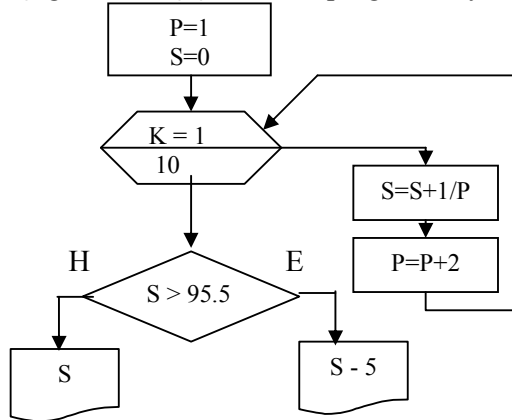 P=1
S=0
K = 1
10
S=S+1/P
P=P+2
H
E
S > 95.5
S
S - 5